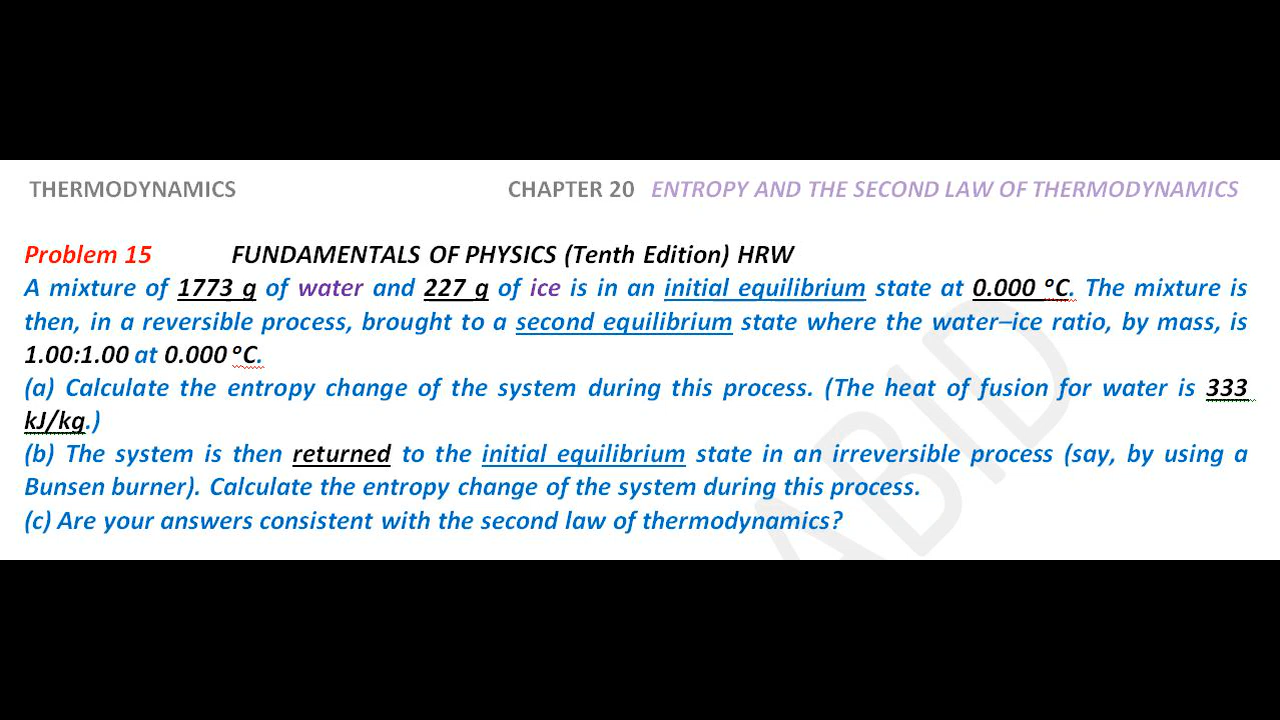 THERMODYNAMICS CHAPTER 20 ENTROPY AND THE SECOND LAW OF THERMODYNAMICS
Problem 15 FUNDAMENTALS OF PHYSICS (Tenth Edition) HRW
A mixture of 1773 g of water and 227 g of ice is in an initial equilibrium state at 0.000 °C. The mixture is
then, in a reversible process, brought to a second equilibrium state where the water–ice ratio, by mass, is
1.00:1.00 at 0.000 °C.
(a) Calculate the entropy change of the system during this process. (The heat of fusion for water is 333
kJ/kg.)
(b) The system is then returned to the initial equilibrium state in an irreversible process (say, by using a
Bunsen burner). Calculate the entropy change of the system during this process.
(c) Are your answers consistent with the second law of thermodynamics?
ABID